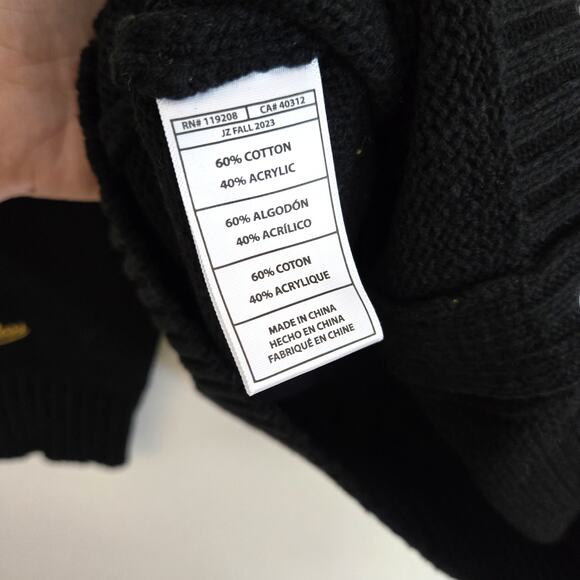 RN# 119208 CA# 40312
JZ FALL 2023
60% COTTON
40% ACRYLIC
60% ALGODÓN
40% ACRÍLICO
60% COTON
40% ACRYLIQUE
MADE IN CHINA
HECHO EN CHINA
FABRIQUÉ EN CHINE